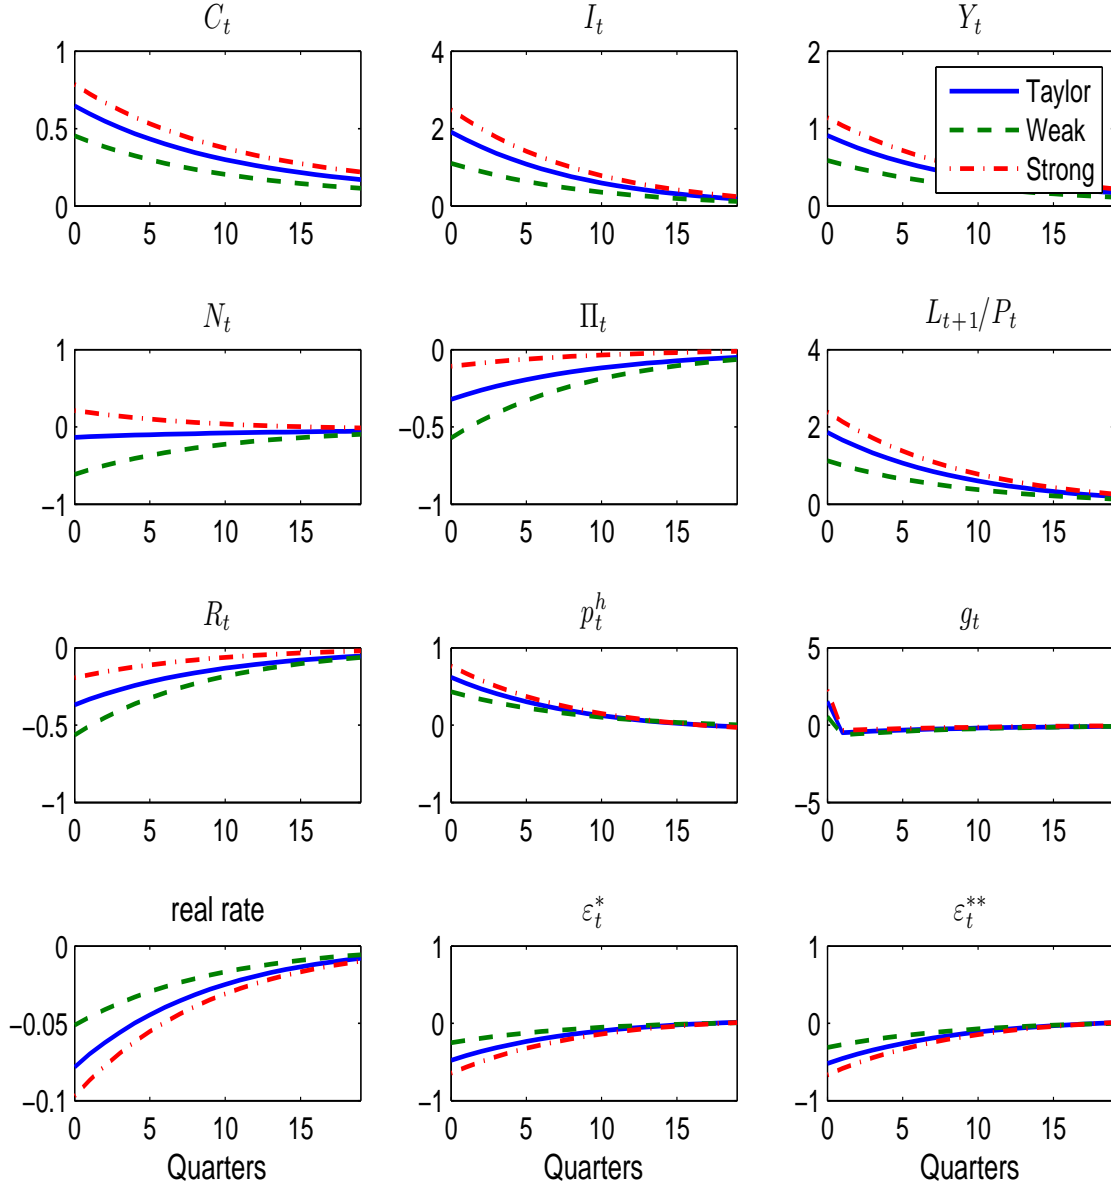 C_t I_t Y_t
1 4 2
Taylor
0.5 2 1 Weak
Strong
0 0 0
0 5 10 15 0 5 10 15 0 5 10 15
N_t Π_t L_{t+1}/P_t
1 0 4
0 −0.5 2
−1 −1 0
0 5 10 15 0 5 10 15 0 5 10 15
R_t p_t^h g_t
0 1 5
−0.5 0 0
−1 −1 −5
0 5 10 15 0 5 10 15 0 5 10 15
real rate ε_t^* ε_t^{**}
0 1 1
−0.05 0 0
−0.1 −1 −1
0 5 10 15 0 5 10 15 0 5 10 15
Quarters Quarters Quarters